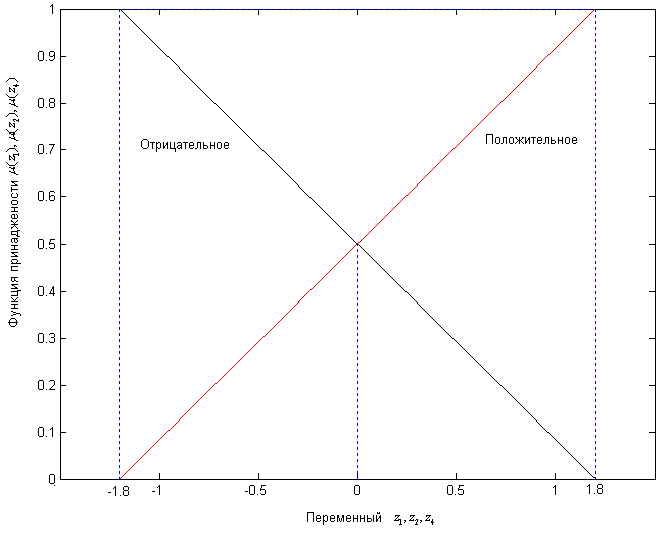 Функция принаджености μ(z₁), μ(z₂), μ(z₄)
1
0.9
0.8
0.7
0.6
0.5
0.4
0.3
0.2
0.1
0
Отрицательное
Положительное
-1.8 -1 -0.5 0 0.5 1 1.8
Переменный z₁, z₂, z₄